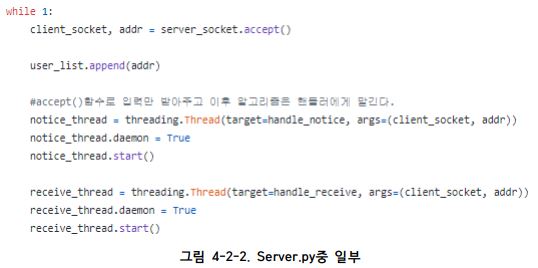 while 1:
client_socket, addr = server_socket.accept()
user_list.append(addr)
#accept()함수로 입력만 받아주고 이후 알고리즘은 핸들러에게 맡긴다.
notice_thread = threading.Thread(target=handle_notice, args=(client_socket, addr))
notice_thread.daemon = True
notice_thread.start()
receive_thread = threading.Thread(target=handle_receive, args=(client_socket, addr))
receive_thread.daemon = True
receive_thread.start()
그림 4-2-2. Server.py중 일부